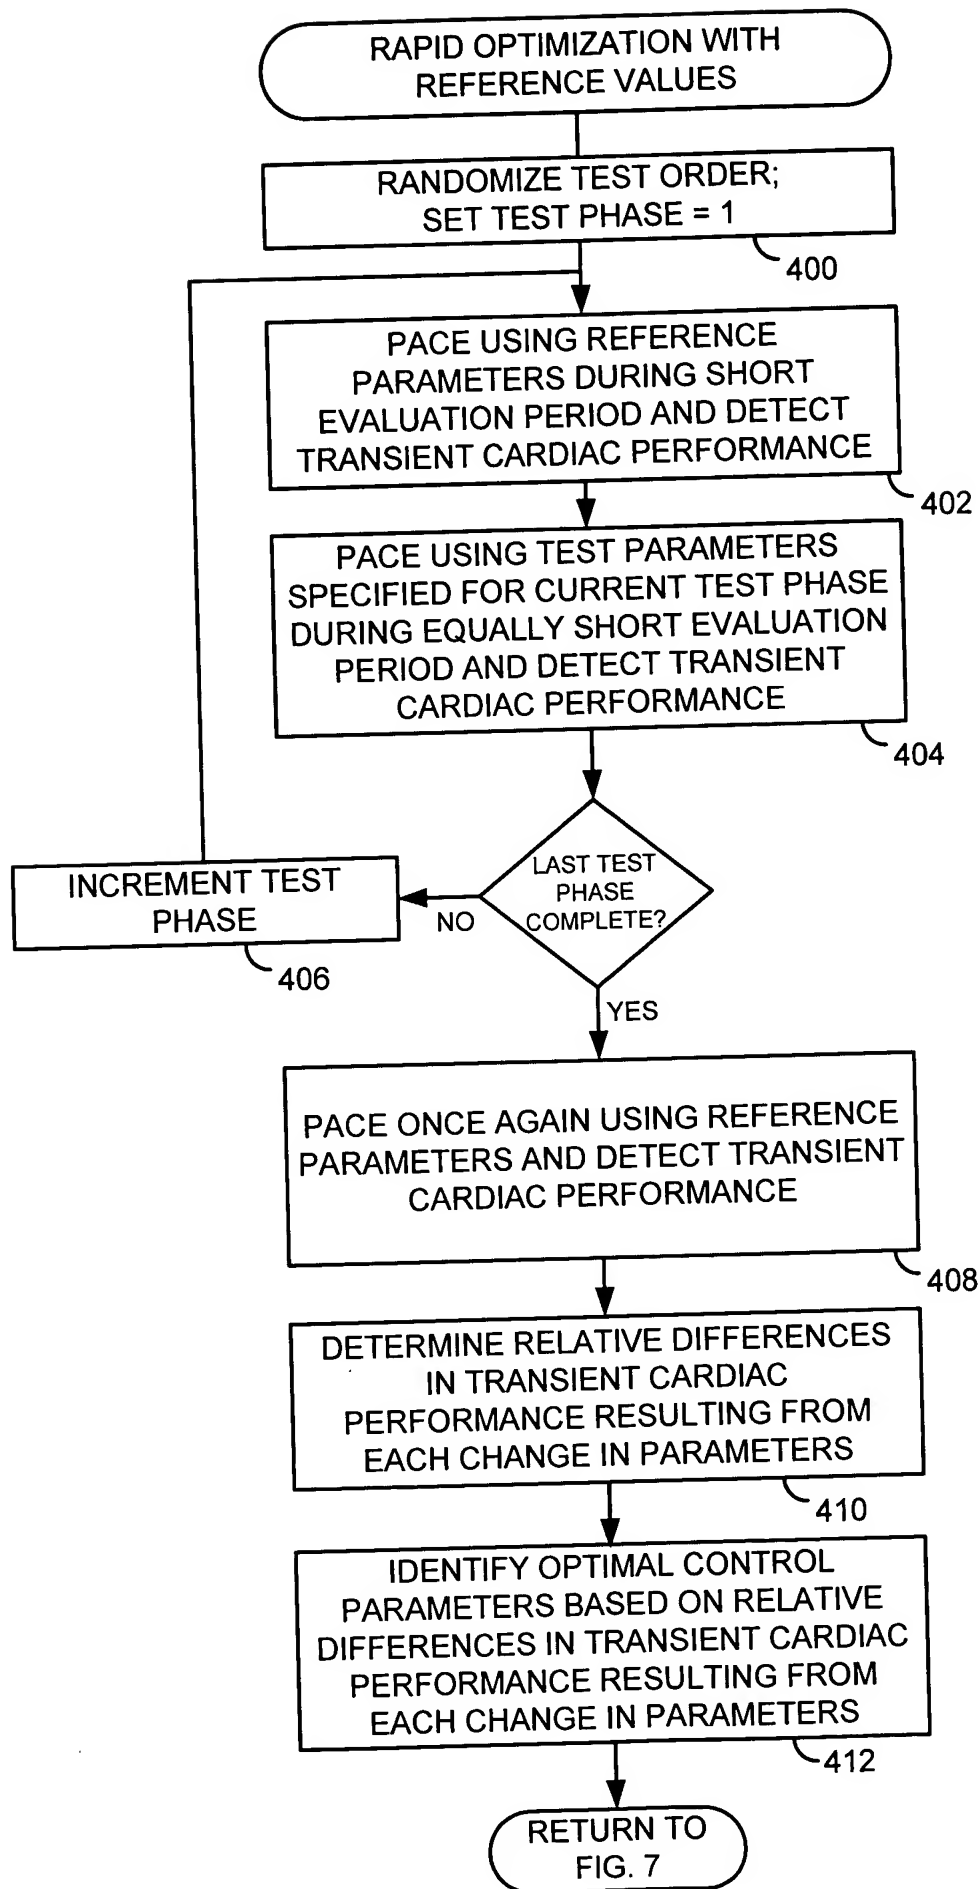 RAPID OPTIMIZATION WITH
REFERENCE VALUES
RANDOMIZE TEST ORDER;
SET TEST PHASE = 1
400
PACE USING REFERENCE
PARAMETERS DURING SHORT
EVALUATION PERIOD AND DETECT
TRANSIENT CARDIAC PERFORMANCE
402
PACE USING TEST PARAMETERS
SPECIFIED FOR CURRENT TEST PHASE
DURING EQUALLY SHORT EVALUATION
PERIOD AND DETECT TRANSIENT
CARDIAC PERFORMANCE
404
LAST TEST
PHASE
COMPLETE?
NO
INCREMENT TEST
PHASE
406
YES
PACE ONCE AGAIN USING REFERENCE
PARAMETERS AND DETECT TRANSIENT
CARDIAC PERFORMANCE
408
DETERMINE RELATIVE DIFFERENCES
IN TRANSIENT CARDIAC
PERFORMANCE RESULTING FROM
EACH CHANGE IN PARAMETERS
410
IDENTIFY OPTIMAL CONTROL
PARAMETERS BASED ON RELATIVE
DIFFERENCES IN TRANSIENT CARDIAC
PERFORMANCE RESULTING FROM
EACH CHANGE IN PARAMETERS
412
RETURN TO
FIG. 7